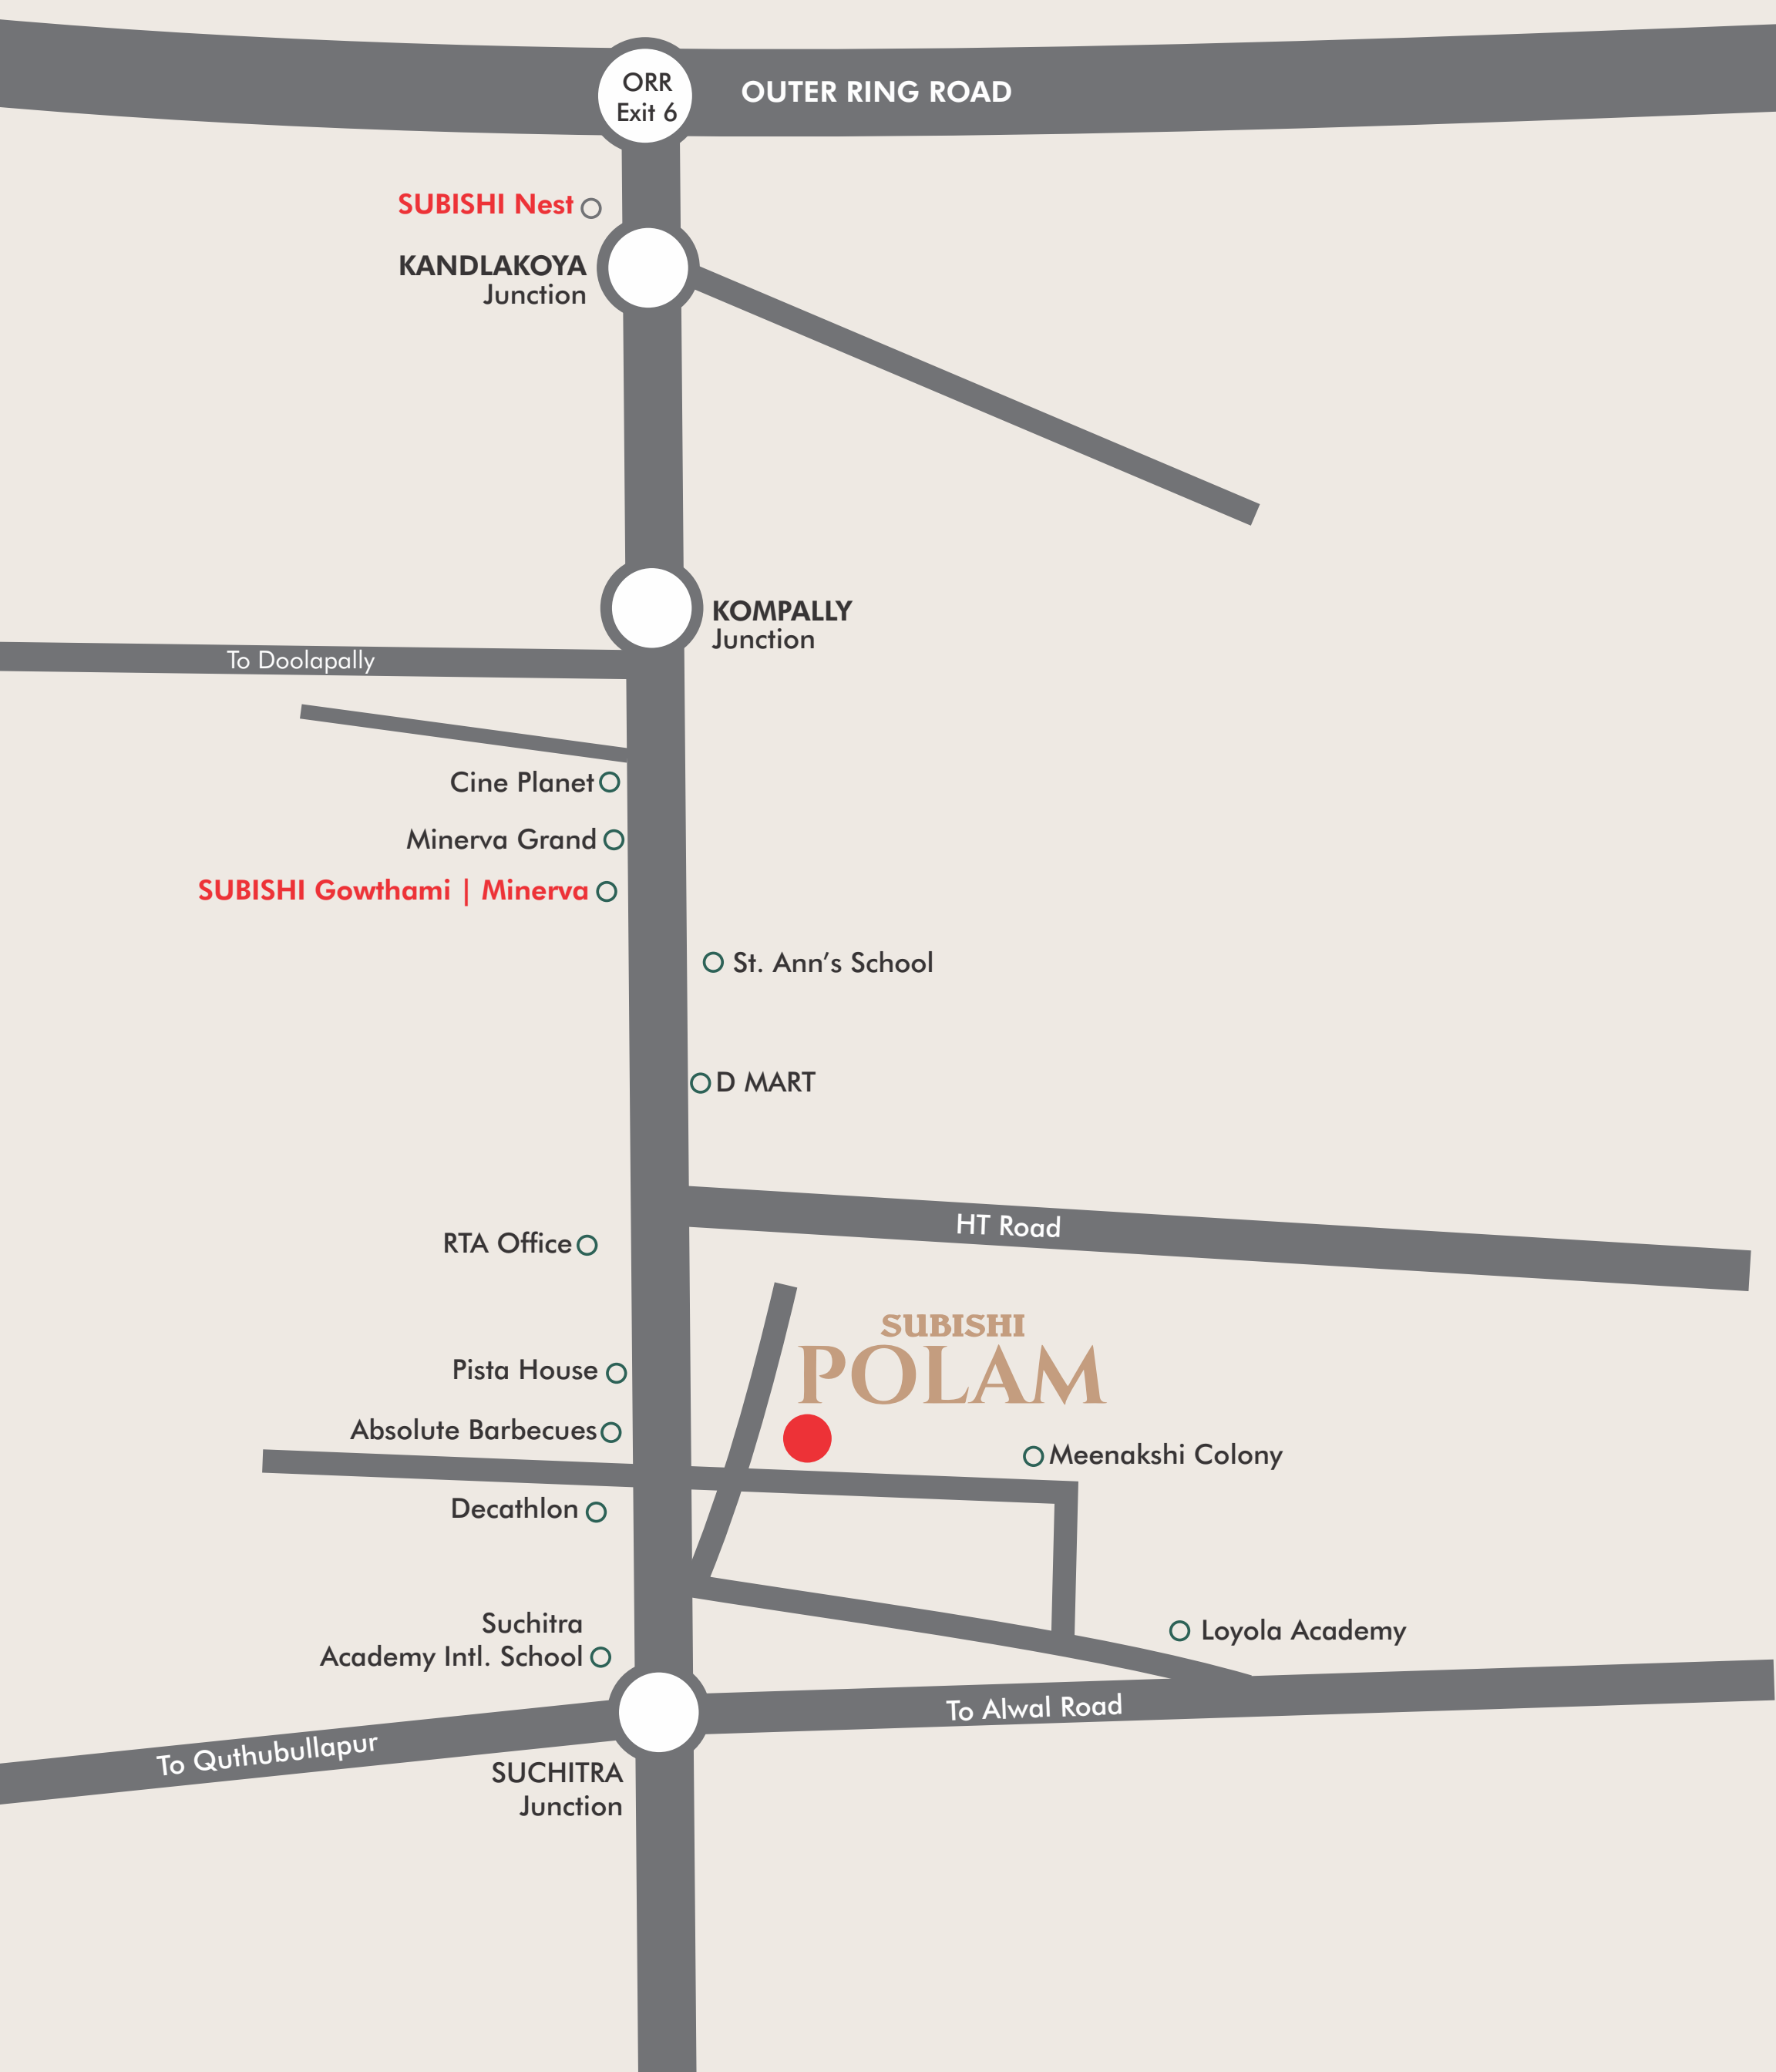 ORR
Exit 6
OUTER RING ROAD
SUBISHI Nest
KANDLAKOYA
Junction
KOMPALLY
Junction
To Doolapally
Cine Planet
Minerva Grand
SUBISHI Gowthami | Minerva
St. Ann’s School
D MART
HT Road
RTA Office
SUBISHI
POLAM
Pista House
Absolute Barbecues
Meenakshi Colony
Decathlon
Suchitra
Academy Intl. School
Loyola Academy
To Alwal Road
To Quthubullapur
SUCHITRA
Junction